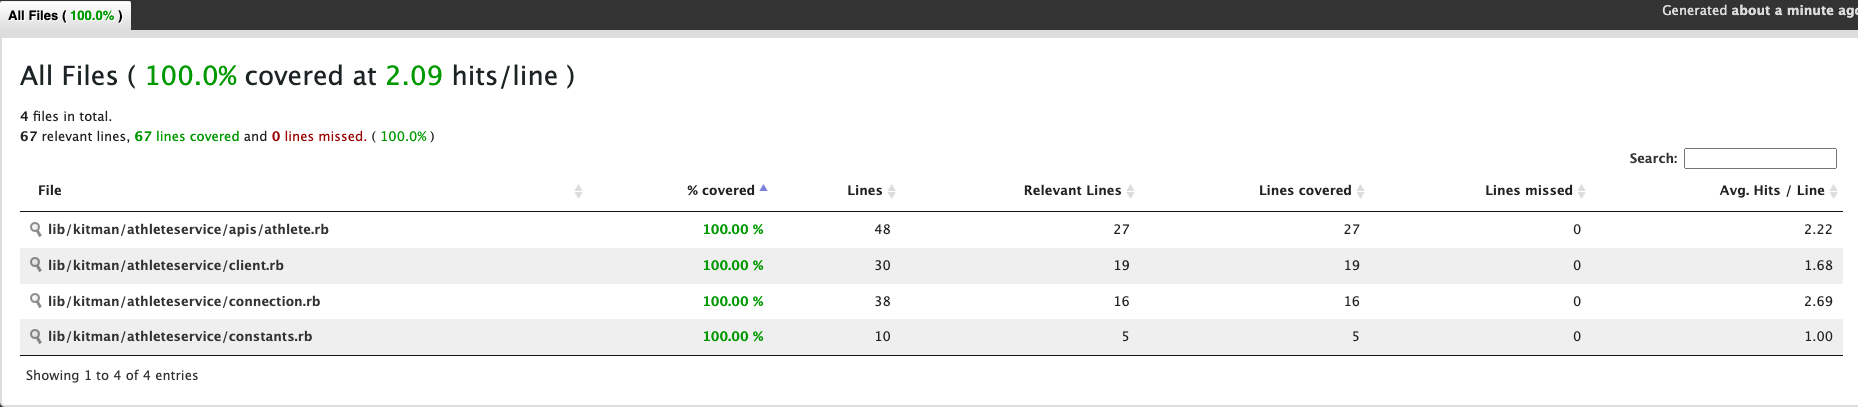 All Files ( 100.0% )
Generated about a minute ago
All Files ( 100.0% covered at 2.09 hits/line )
4 files in total.
67 relevant lines, 67 lines covered and 0 lines missed. ( 100.0% )
Search:
File % covered Lines Relevant Lines Lines covered Lines missed Avg. Hits / Line
lib/kitman/athleteservice/apis/athlete.rb 100.00 % 48 27 27 0 2.22
lib/kitman/athleteservice/client.rb 100.00 % 30 19 19 0 1.68
lib/kitman/athleteservice/connection.rb 100.00 % 38 16 16 0 2.69
lib/kitman/athleteservice/constants.rb 100.00 % 10 5 5 0 1.00
Showing 1 to 4 of 4 entries